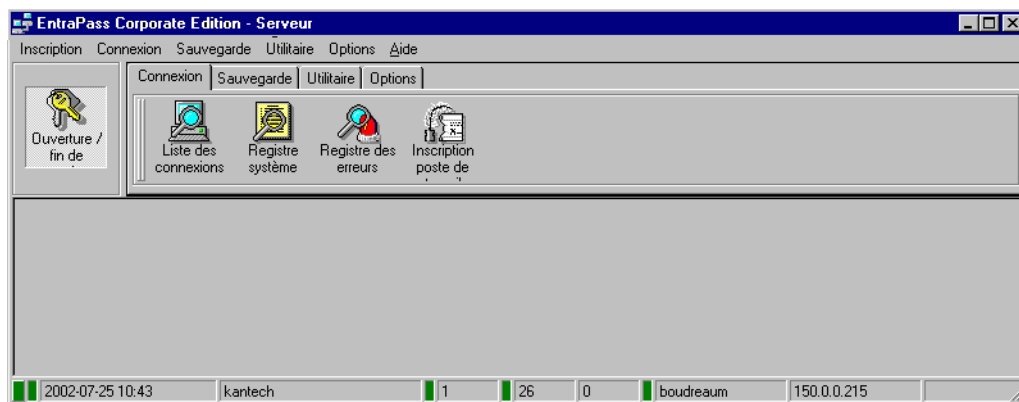 EntraPass Corporate Edition - Serveur
Inscription Connexion Sauvegarde Utilitaire Options Aide
Connexion Sauvegarde Utilitaire Options
Ouverture /
fin de
Liste des
connexions
Registre
système
Registre des
erreurs
Inscription
poste de
2002-07-25 10:43 kantech 1 26 0 boudreaum 150.0.0.215